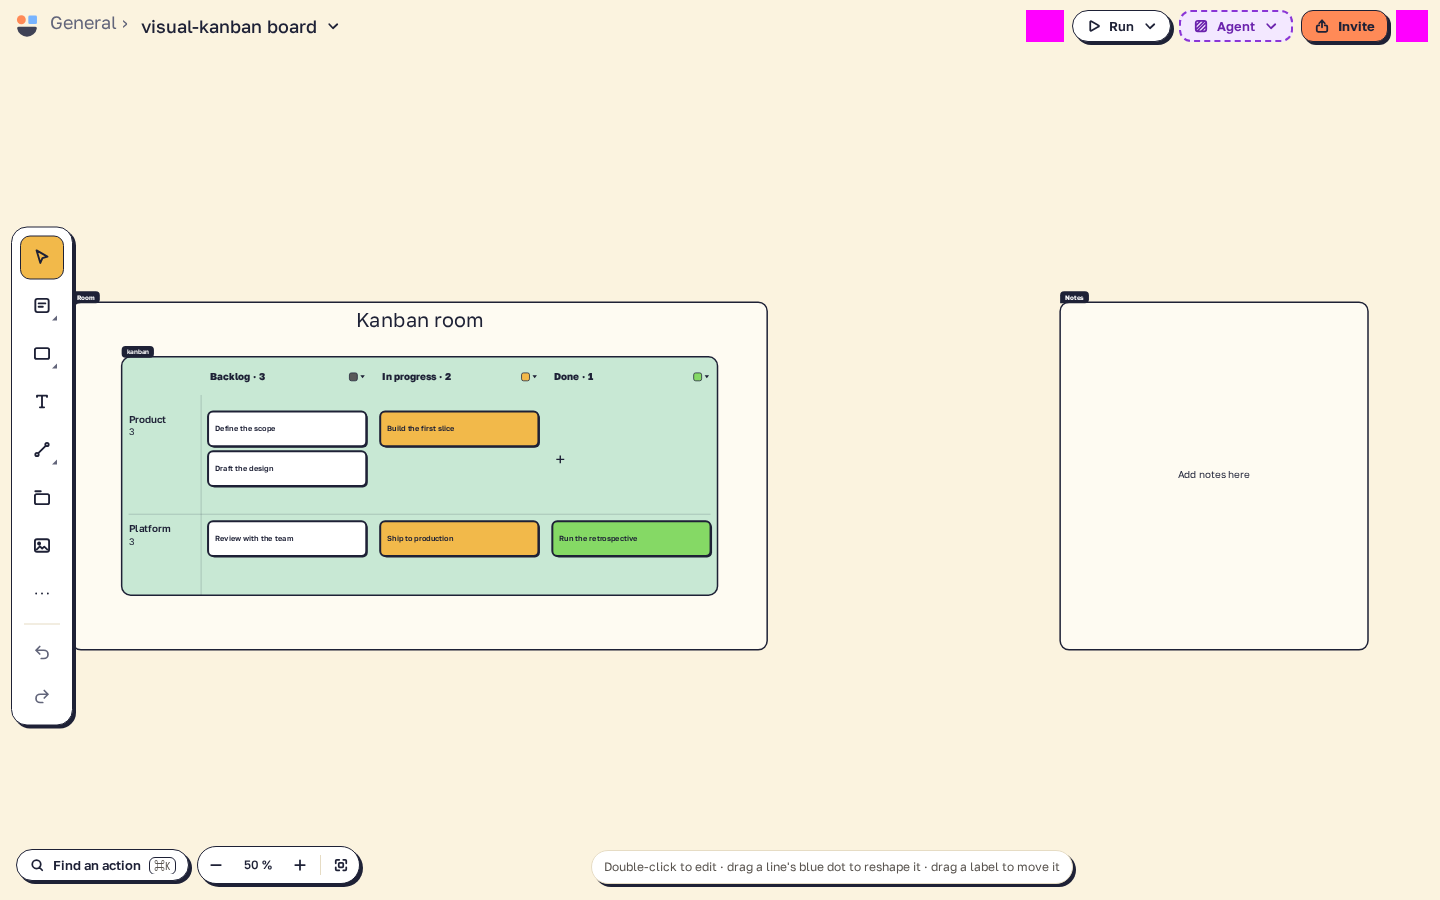 General ›
visual-kanban board
Run
Agent
Invite
Room
Notes
Kanban room
kanban
Backlog · 3
In progress · 2
Done · 1
Product
3
Define the scope
Build the first slice
Draft the design
+
Add notes here
Platform
3
Review with the team
Ship to production
Run the retrospective
Find an action ⌘K
50 %
Double-click to edit · drag a line's blue dot to reshape it · drag a label to move it